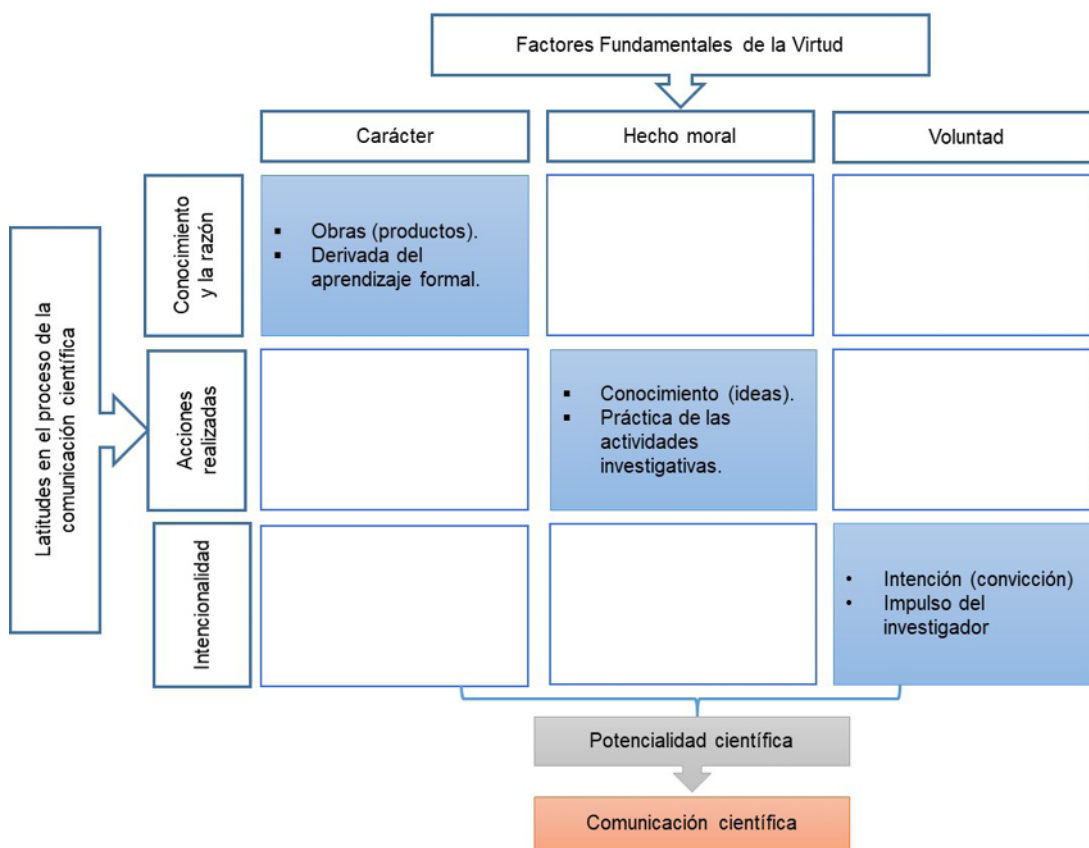 Factores Fundamentales de la Virtud
Carácter
Hecho moral
Voluntad
Latitudes en el proceso de la
comunicación científica
Conocimiento
y la razón
▪ Obras (productos).
▪ Derivada del
aprendizaje formal.
Acciones
realizadas
▪ Conocimiento (ideas).
▪ Práctica de las
actividades
investigativas.
Intencionalidad
• Intención (convicción)
• Impulso del
investigador
Potencialidad científica
Comunicación científica